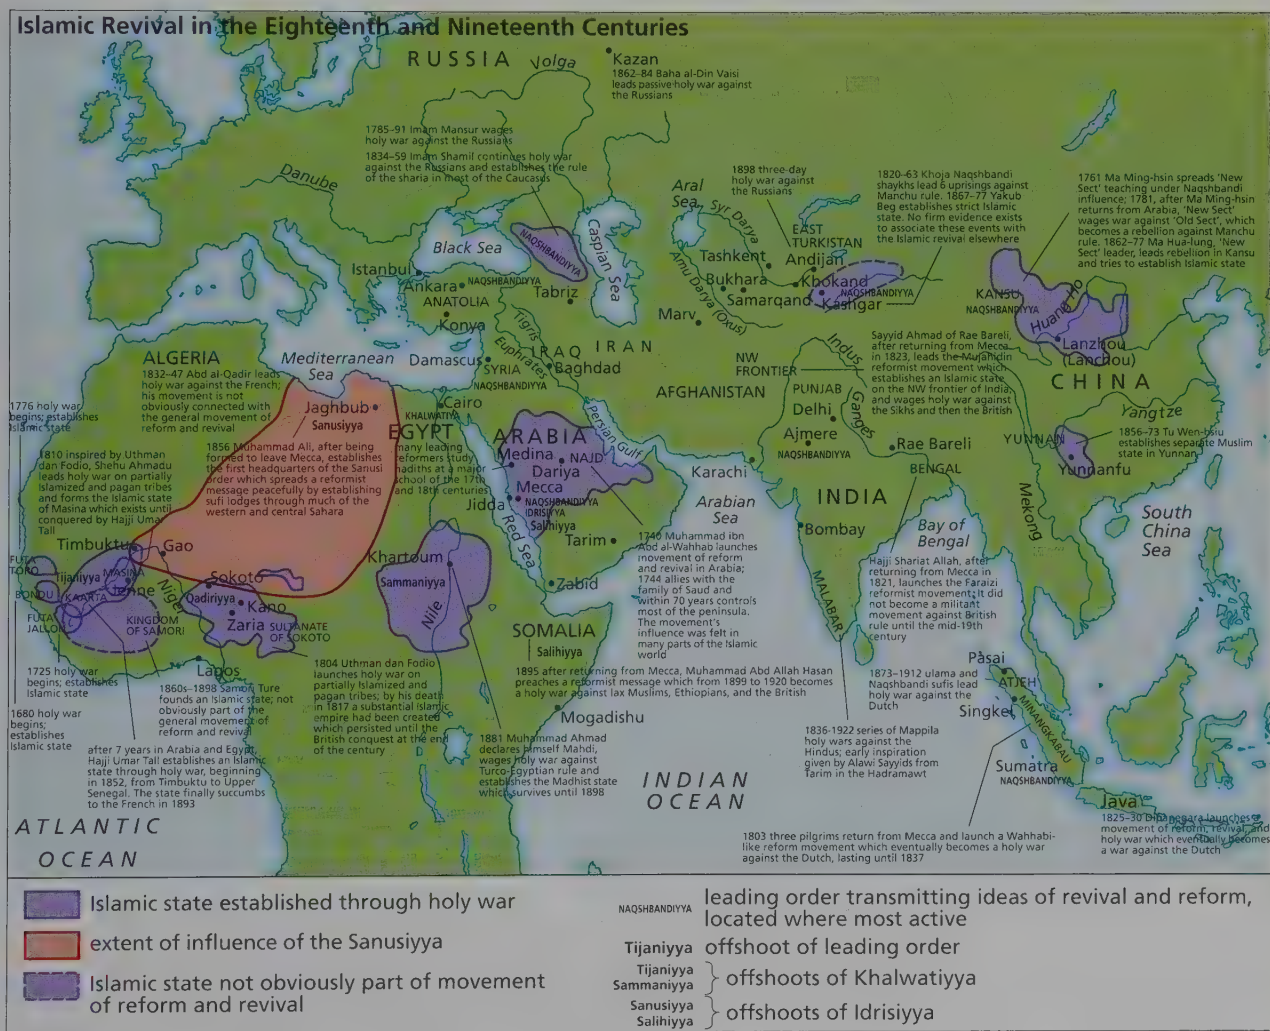 Islamic Revival in the Eighteenth and Nineteenth Centuries
RUSSIA
Volga
Kazan
1862–84 Baha al-Din Vaisi
leads passive holy war against
the Russians
1785–91 Imam Mansur wages
holy war against the Russians
1834–59 Imam Shamil continues holy war
against the Russians and establishes the rule
of the sharia in most of the Caucasus
Danube
Aral
Sea
Syr Darya
1898 three-day
holy war against
the Russians
1820–63 Khoja Naqshbandi
shaykhs lead 6 uprisings against
Manchu rule. 1867–77 Yakub
Beg establishes strict Islamic
state. No firm evidence exists
to associate these events with
the Islamic revival elsewhere
1761 Ma Ming-hsin spreads 'New
Sect' teaching under Naqshbandi
influence; 1781, after Ma Ming-hsin
returns from Arabia, 'New Sect'
wages war against 'Old Sect', which
becomes a rebellion against Manchu
rule. 1862–77 Ma Hua-lung, 'New
Sect' leader, leads rebellion in Kansu
and tries to establish Islamic state
Black Sea
NAQSHBANDIYYA
Caspian Sea
EAST
TURKISTAN
Tashkent
Andijan
Istanbul
Ankara
NAQSHBANDIYYA
ANATOLIA
Tabriz
Amu Darya (Oxus)
Bukhara
Samarqand
Khokand
NAQSHBANDIYYA
Kashgar
KANSU
NAQSHBANDIYYA
Huang Ho
Konya
Marv
Lanzhou
(Lanchou)
CHINA
ALGERIA
1832–47 Abd al-Qadir leads
holy war against the French;
his movement is not
obviously connected with
the general movement of
reform and revival
Mediterranean
Sea
Damascus
SYRIA
NAQSHBANDIYYA
Tigris
Euphrates
IRAQ
Baghdad
IRAN
NW
FRONTIER
AFGHANISTAN
Indus
PUNJAB
Delhi
Ganges
Ajmere
NAQSHBANDIYYA
Sayyid Ahmad of Rae Bareli,
after returning from Mecca
in 1823, leads the Mujahidin
reformist movement which
establishes an Islamic state
on the NW frontier of India,
and wages holy war against
the Sikhs and then the British
Yangtze
1776 holy war
begins; establishes
Islamic state
Jaghbub
Sanusiyya
Cairo
KHALWATIYYA
EGYPT
many leading
reformers study
hadiths at a major
school of the 17th
and 18th centuries
ARABIA
Medina
NAJD
Dariya
Mecca
Persian Gulf
Jidda
NAQSHBANDIYYA
IDRISIYYA
Salihiyya
Red Sea
Tarim
Karachi
Arabian
Sea
Rae Bareli
BENGAL
INDIA
Bombay
Bay of
Bengal
YUNNAN
Yunnanfu
1856–73 Tu Wen-hsiu
establishes separate Muslim
state in Yunnan
Mekong
South
China
Sea
1810 inspired by Uthman
dan Fodio, Shehu Ahmadu
leads holy war on partially
Islamized and pagan tribes
and forms the Islamic state
of Masina which exists until
conquered by Hajji Umar
Tall
1856 Muhammad Ali, after being
forced to leave Mecca, establishes
the first headquarters of the Sanusi
order which spreads a reformist
message peacefully by establishing
sufi lodges through much of the
western and central Sahara
Timbuktu
Gao
FUTA
TORO
Tijaniyya
MASINA
BONDU
KAARTA
Jenne
FUTA
JALLON
KINGDOM
OF SAMORI
Niger
Sokoto
Qadiriyya
Kano
Zaria
SULTANATE
OF SOKOTO
Lagos
Khartoum
Sammaniyya
Nile
Zabid
1740 Muhammad ibn
Abd al-Wahhab launches
movement of reform
and revival in Arabia;
1744 allies with the
family of Saud and
within 70 years controls
most of the peninsula.
The movement's
influence was felt in
many parts of the Islamic
world
MALABAR
Hajji Shariat Allah, after
returning from Mecca in
1821, launches the Faraizi
reformist movement. It did
not become a militant
movement against British
rule until the mid-19th
century
SOMALIA
Salihiyya
1725 holy war
begins; establishes
Islamic state
1680 holy war
begins;
establishes
Islamic state
1860s–1898 Samori Ture
founds an Islamic state; not
obviously part of the
general movement of
reform and revival
1804 Uthman dan Fodio
launches holy war on
partially Islamized and
pagan tribes; by his death
in 1817 a substantial Islamic
empire had been created
which persisted until the
British conquest at the end
of the century
1895 after returning from Mecca, Muhammad Abd Allah Hasan
preaches a reformist message which from 1899 to 1920 becomes
a holy war against lax Muslims, Ethiopians, and the British
Mogadishu
1873–1912 ulama and
Naqshbandi sufis lead
holy war against the
Dutch
Pasai
ATJEH
Singkel
MINANGKABAU
Sumatra
NAQSHBANDIYYA
after 7 years in Arabia and Egypt,
Hajji Umar Tall establishes an Islamic
state through holy war, beginning
in 1852, from Timbuktu to Upper
Senegal. The state finally succumbs
to the French in 1893
1881 Muhammad Ahmad
declares himself Mahdi,
wages holy war against
Turco-Egyptian rule and
establishes the Madhist state
which survives until 1898
1836-1922 series of Mappila
holy wars against the
Hindus; early inspiration
given by Alawi Sayyids from
Tarim in the Hadramawt
INDIAN
OCEAN
ATLANTIC
OCEAN
1803 three pilgrims return from Mecca and launch a Wahhabi-
like reform movement which eventually becomes a holy war
against the Dutch, lasting until 1837
Java
1825–30 Dipanegara launches a
movement of reform, revival, and
holy war which eventually becomes
a war against the Dutch
Islamic state established through holy war
extent of influence of the Sanusiyya
Islamic state not obviously part of movement
of reform and revival
NAQSHBANDIYYA leading order transmitting ideas of revival and reform,
located where most active
Tijaniyya offshoot of leading order
Tijaniyya
Sammaniyya
offshoots of Khalwatiyya
Sanusiyya
Salihiyya
offshoots of Idrisiyya